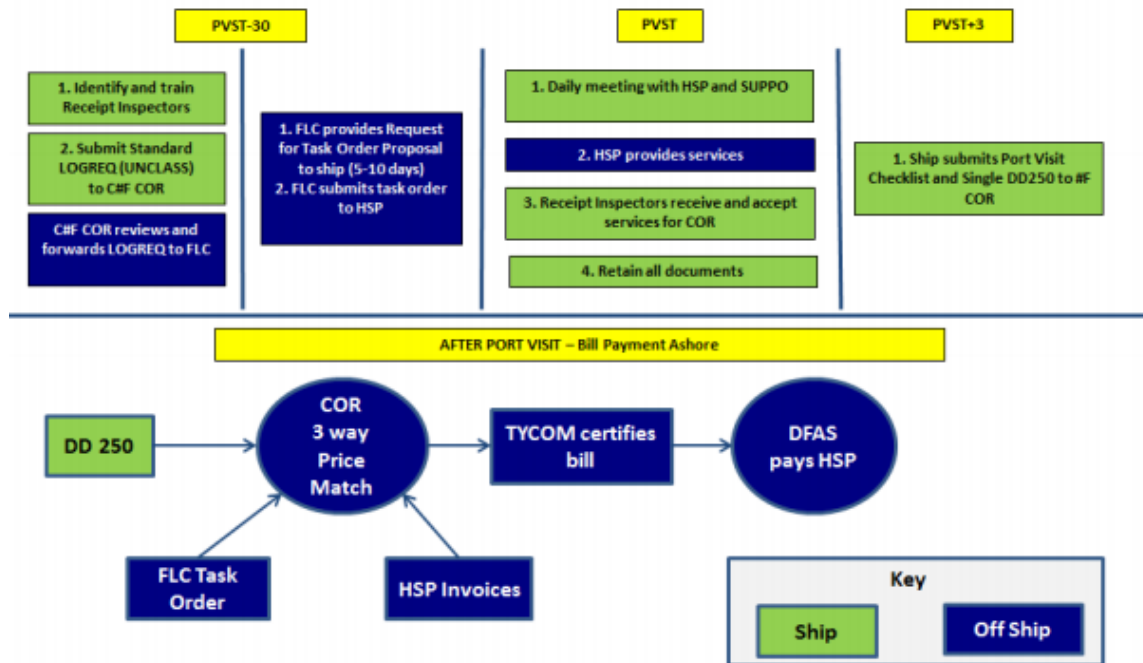 PVST-30
PVST
PVST+3
1. Identify and train
Receipt Inspectors
2. Submit Standard
LOGREQ (UNCLASS)
to C#F COR
C#F COR reviews and
forwards LOGREQ to FLC
1. FLC provides Request
for Task Order Proposal
to ship (5-10 days)
2. FLC submits task order
to HSP
1. Daily meeting with HSP and SUPPO
2. HSP provides services
3. Receipt Inspectors receive and accept
services for COR
4. Retain all documents
1. Ship submits Port Visit
Checklist and Single DD250 to #F
COR
AFTER PORT VISIT – Bill Payment Ashore
DD 250
COR
3 way
Price
Match
TYCOM certifies
bill
DFAS
pays HSP
FLC Task
Order
HSP Invoices
Key
Ship
Off Ship